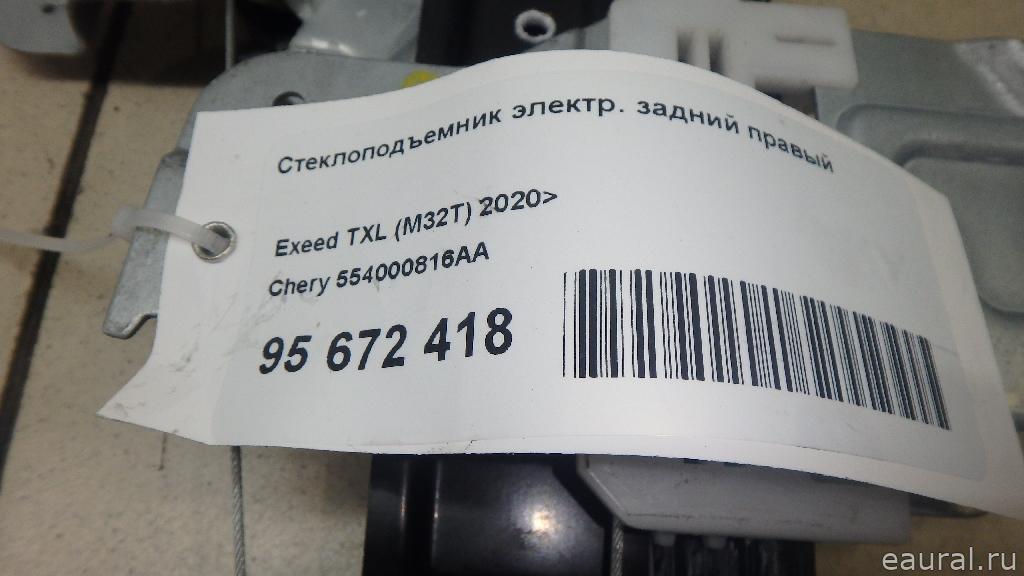 Стеклоподъемник электр. задний правый
Exeed TXL (M32T) 2020>
Chery 554000816AA
95 672 418
eaural.ru